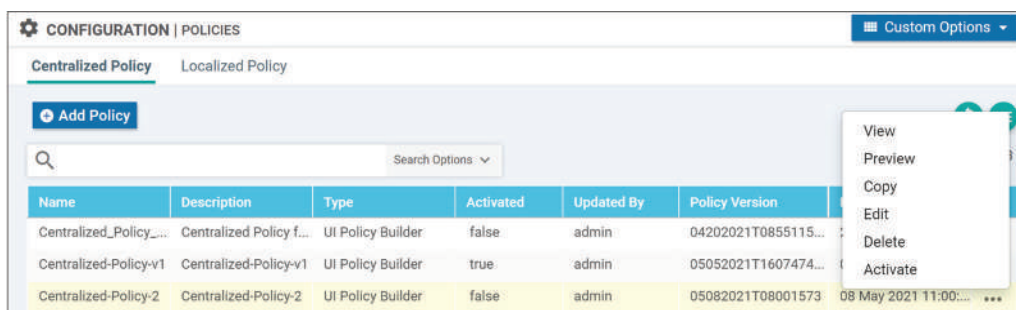 CONFIGURATION | POLICIES
Custom Options
Centralized Policy Localized Policy
Add Policy
Search Options
View
Preview
Copy
Edit
Delete
Activate
Name Description Type Activated Updated By Policy Version
Centralized_Policy_... Centralized Policy f... UI Policy Builder false admin 04202021T0855115...
Centralized-Policy-v1 Centralized-Policy-v1 UI Policy Builder true admin 05052021T1607474...
Centralized-Policy-2 Centralized-Policy-2 UI Policy Builder false admin 05082021T08001573 08 May 2021 11:00:... •••